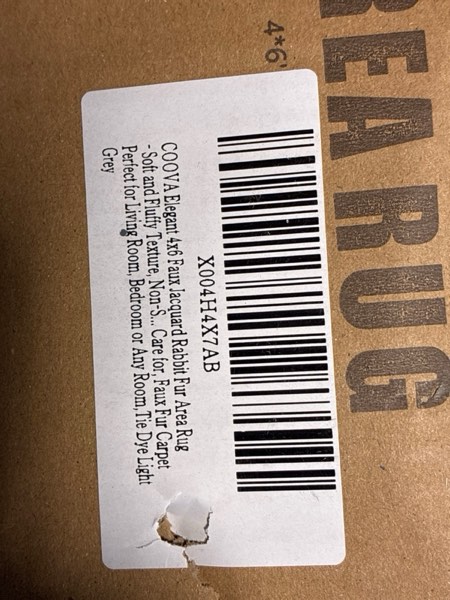 REA RUG
4*6'
X004H4X7AB
COOVA Elegant 4x6 Faux Jacquard Rabbit Fur Area Rug
- Soft and Fluffy Texture, Non-S... Care for, Faux Fur Carpet
Perfect for Living Room, Bedroom or Any Room,Tie Dye Light
Grey